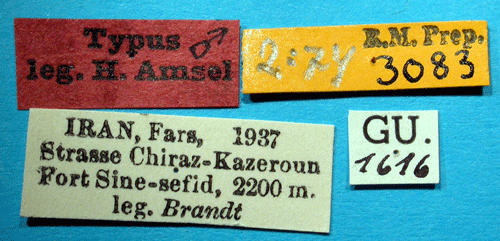 Typus ♂
leg. H. Amsel
R.M. Prep.
2:74 3083
IRAN, Fars, 1937
Strasse Chiraz-Kazeroun
Fort Sine-sefid, 2200 m.
leg. Brandt
GU.
1616